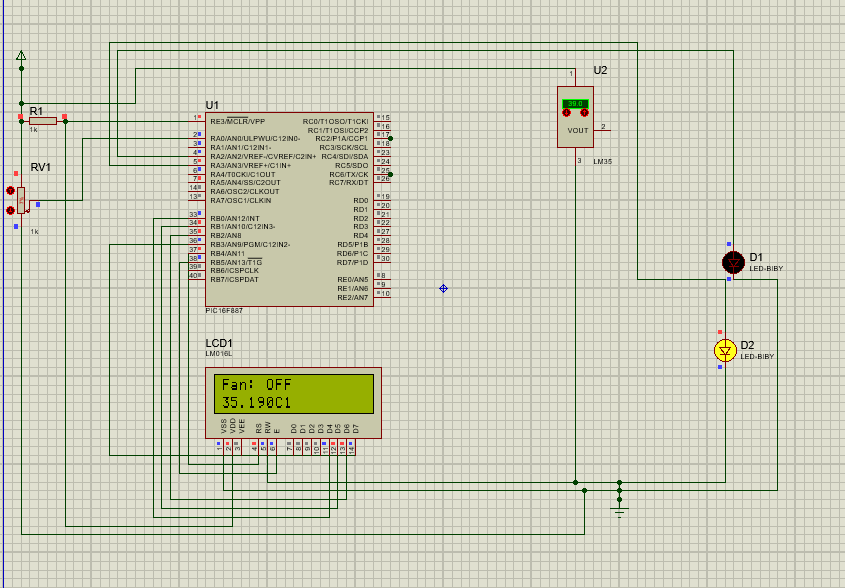 U2
1
39.0
VOUT
2
3
LM35
R1
1k
RV1
1k
U1
1
RE3/MCLR/VPP
2
RA0/AN0/ULPWU/C12IN0-
3
RA1/AN1/C12IN1-
4
RA2/AN2/VREF-/CVREF/C2IN+
5
RA3/AN3/VREF+/C1IN+
6
RA4/T0CKI/C1OUT
7
RA5/AN4/SS/C2OUT
14
RA6/OSC2/CLKOUT
13
RA7/OSC1/CLKIN
33
RB0/AN12/INT
34
RB1/AN10/C12IN3-
35
RB2/AN8
36
RB3/AN9/PGM/C12IN2-
37
RB4/AN11
38
RB5/AN13/T1G
39
RB6/ICSPCLK
40
RB7/ICSPDAT
RC0/T1OSO/T1CKI
15
RC1/T1OSI/CCP2
16
RC2/P1A/CCP1
17
RC3/SCK/SCL
18
RC4/SDI/SDA
23
RC5/SDO
24
RC6/TX/CK
25
RC7/RX/DT
26
RD0
19
RD1
20
RD2
21
RD3
22
RD4
27
RD5/P1B
28
RD6/P1C
29
RD7/P1D
30
RE0/AN5
8
RE1/AN6
9
RE2/AN7
10
PIC16F887
D1
LED-BIBY
D2
LED-BIBY
LCD1
LM016L
Fan: OFF
35.190C1
VSS
VDD
VEE
RS
RW
E
D0
D1
D2
D3
D4
D5
D6
D7
1
2
3
4
5
6
7
8
9
10
11
12
13
14